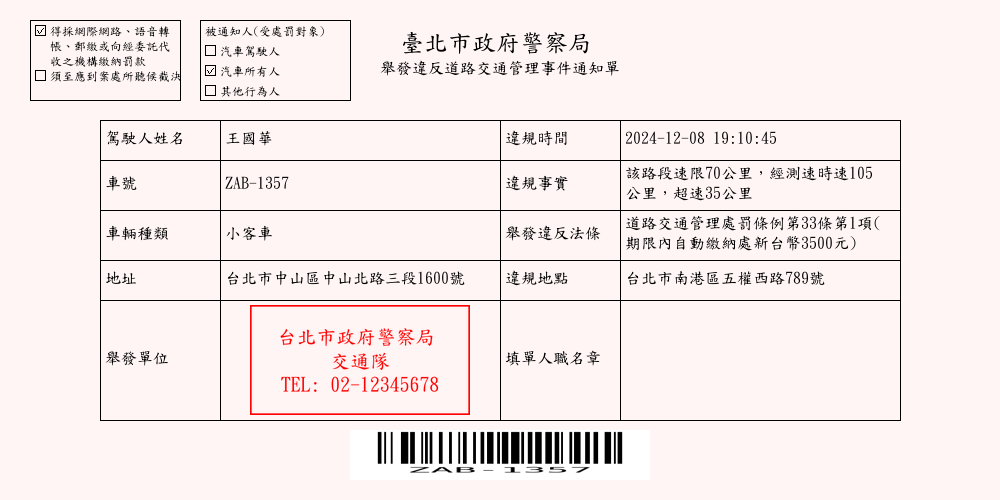 得採網際網路、語音轉
帳、郵繳或向經委託代
收之機構繳納罰款
須至應到案處所聽候裁決
被通知人(受處罰對象)
汽車駕駛人
汽車所有人
其他行為人
臺北市政府警察局
舉發違反道路交通管理事件通知單
駕駛人姓名
王國華
違規時間
2024-12-08 19:10:45
車號
ZAB-1357
違規事實
該路段速限70公里，經測速時速105
公里，超速35公里
車輛種類
小客車
舉發違反法條
道路交通管理處罰條例第33條第1項(
期限內自動繳納處新台幣3500元)
地址
台北市中山區中山北路三段1600號
違規地點
台北市南港區五權西路789號
舉發單位
台北市政府警察局
交通隊
TEL: 02-12345678
填單人職名章
ZAB-1357